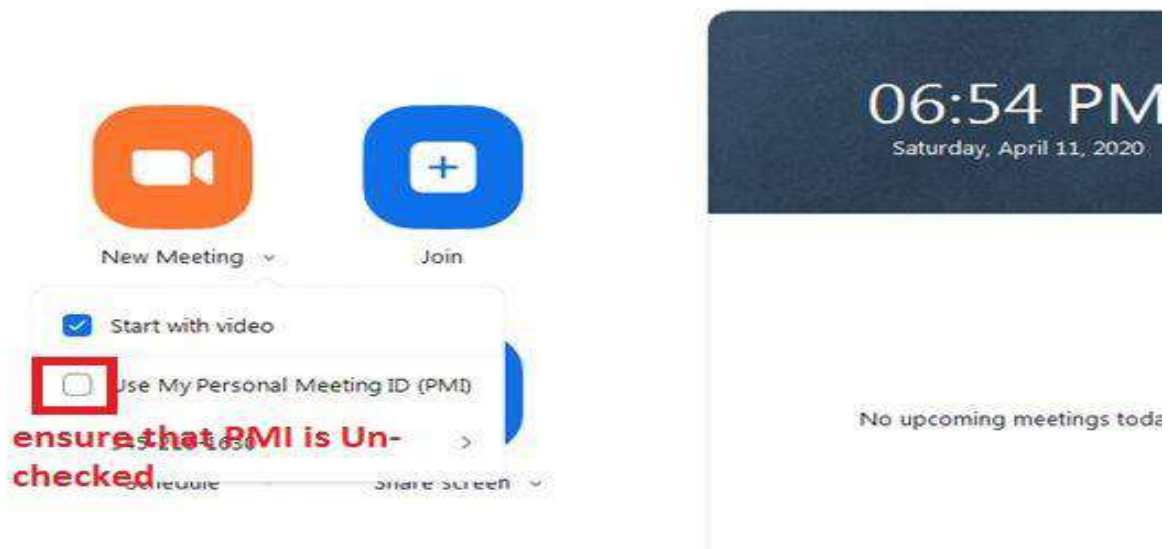 06:54 PM
Saturday, April 11, 2020
New Meeting
Join
Start with video
Use My Personal Meeting ID (PMI)
ensure that PMI is Un-
checked
Schedule
Share screen
No upcoming meetings toda